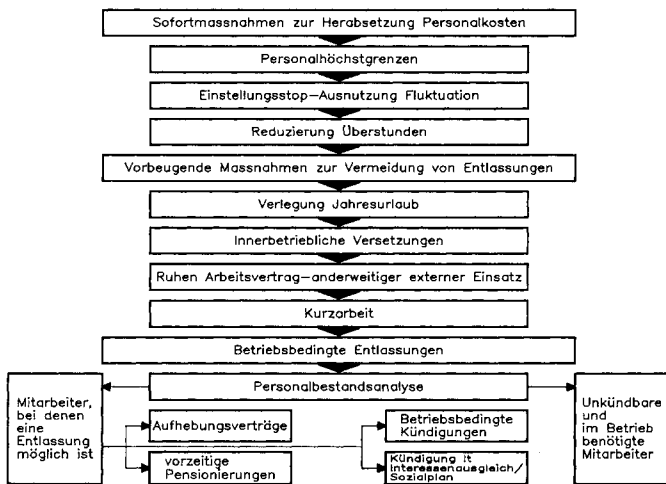 Sofortmassnahmen zur Herabsetzung Personalkosten
Personalhöchstgrenzen
Einstellungsstop-Ausnutzung Fluktuation
Reduzierung Überstunden
Vorbeugende Massnahmen zur Vermeidung von Entlassungen
Verlegung Jahresurlaub
Innerbetriebliche Versetzungen
Ruhen Arbeitsvertrag-anderweitiger externer Einsatz
Kurzarbeit
Betriebsbedingte Entlassungen
Personalbestandsanalyse
Mitarbeiter,
bei denen
eine
Entlassung
möglich ist
Aufhebungsverträge
vorzeitige
Pensionierungen
Betriebsbedingte
Kündigungen
Kündigung lt
Interessenausgleich/
Sozialplan
Unkündbare
und
im Betrieb
benötigte
Mitarbeiter